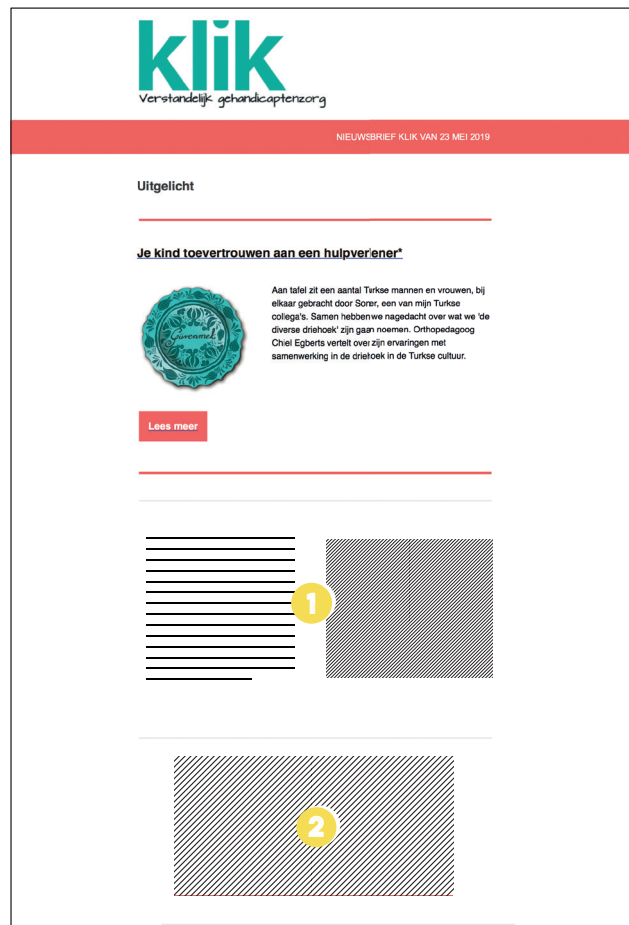 klik
Verstandelijk gehandicaptenzorg
NIEUWSBRIEF KLIK VAN 23 MEI 2019
Uitgelicht
Je kind toevertrouwen aan een hulpverlener*
Aan tafel zit een aantal Turkse mannen en vrouwen, bij
elkaar gebracht door Soner, een van mijn Turkse
collega's. Samen hebben we nagedacht over wat we 'de
diverse driehoek' zijn gaan noemen. Orthopedagoog
Chiel Egberts vertelt over zijn ervaringen met
samenwerking in de driehoek in de Turkse cultuur.
Lees meer
1
2